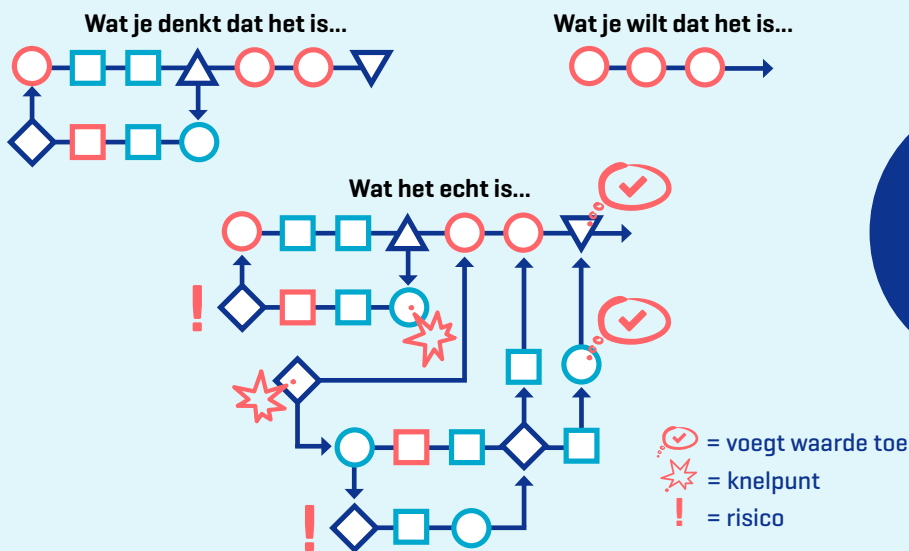 Wat je denkt dat het is...
Wat je wilt dat het is...
Wat het echt is...
!
!
= voegt waarde toe
= knelpunt
! = risico